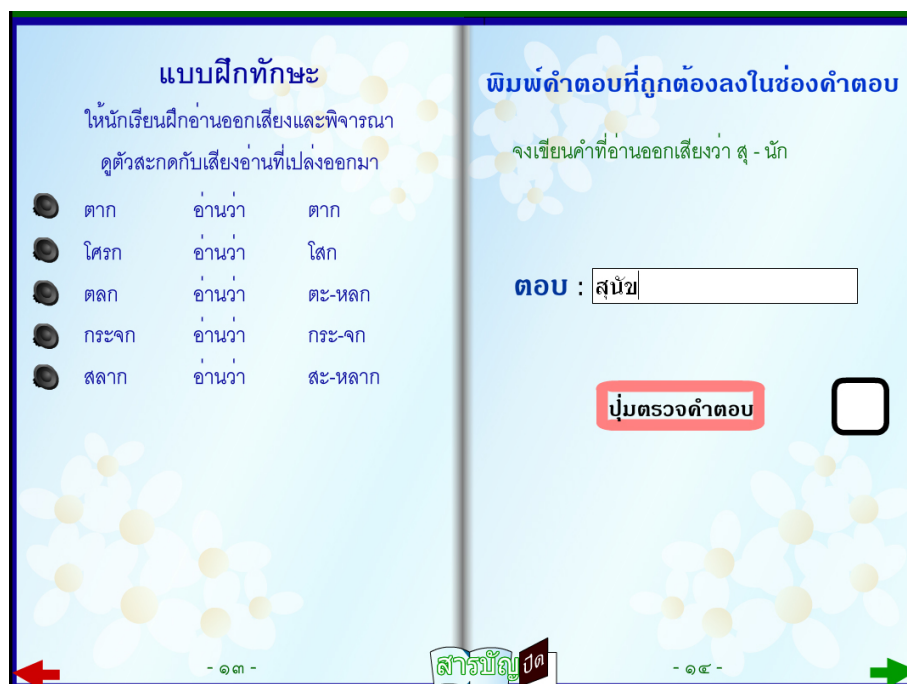 แบบฝึกทักษะ
ให้นักเรียนฝึกอ่านออกเสียงและพิจารณา
ดูตัวสะกดกับเสียงอ่านที่เปล่งออกมา
ตาก อ่านว่า ตาก
โศรก อ่านว่า โสก
ตลก อ่านว่า ตะ-หลก
กระจก อ่านว่า กระ-จก
สลาก อ่านว่า สะ-หลาก
- ๑๓ -
พิมพ์คำตอบที่ถูกต้องลงในช่องคำตอบ
จงเขียนคำที่อ่านออกเสียงว่า สุ - นัก
ตอบ : สุนัข
ปุ่มตรวจคำตอบ
สารบัญ
ปิด
- ๑๔ -